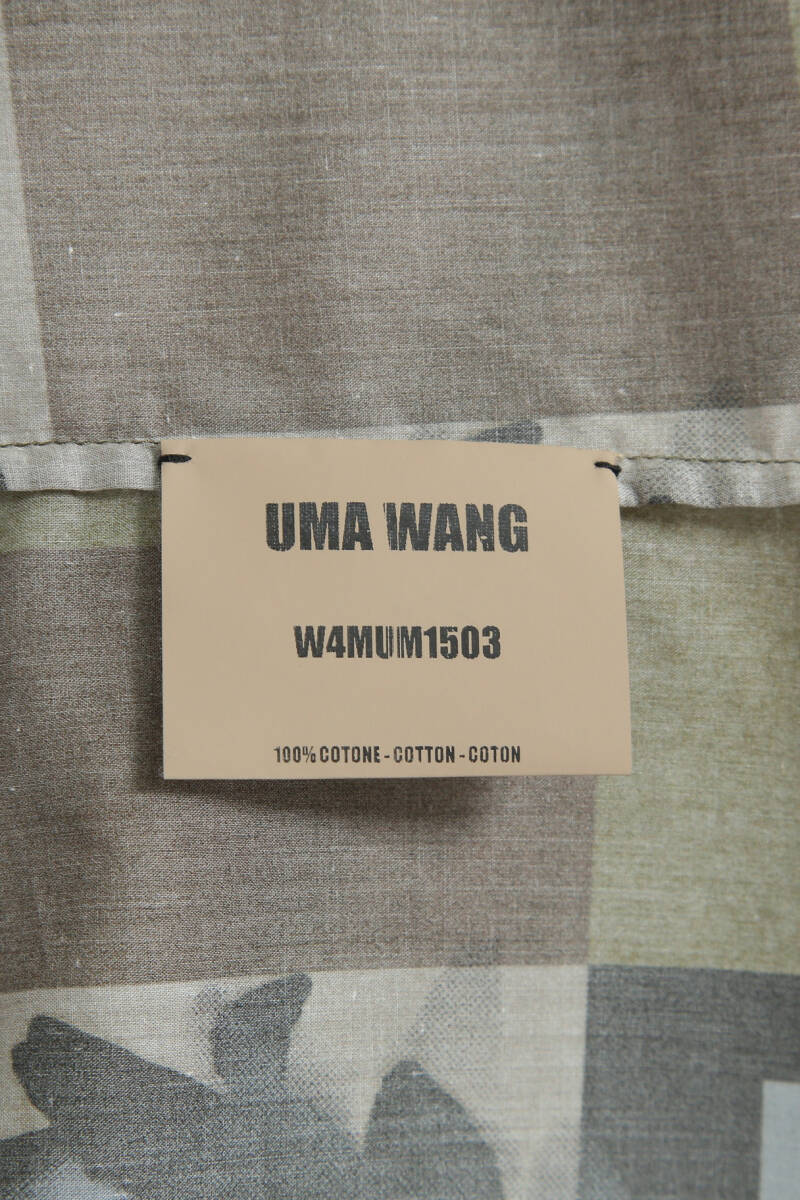 UMA WANG
W4MUM1503
100% COTONE - COTTON - COTON